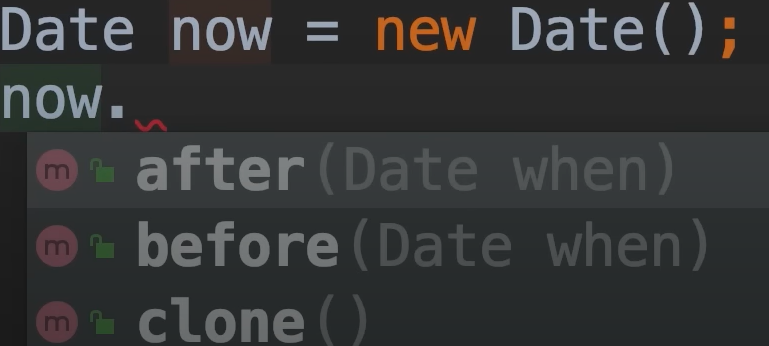 Date now = new Date();
now.
m after(Date when)
m before(Date when)
m clone()